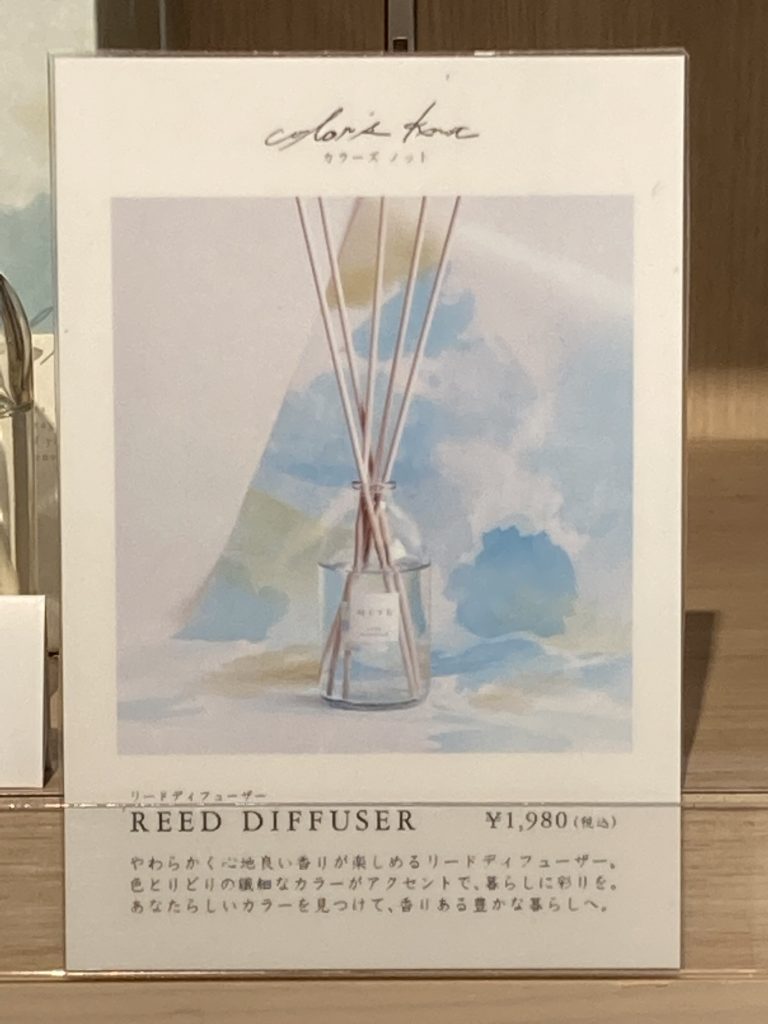 color's knot
カラーズ ノット
リードディフューザー
REED DIFFUSER ¥1,980(税込)
やわらかく心地良い香りが楽しめるリードディフューザー。
色とりどりの繊細なカラーがアクセントで、暮らしに彩りを。
あなたらしいカラーを見つけて、香りある豊かな暮らしへ。